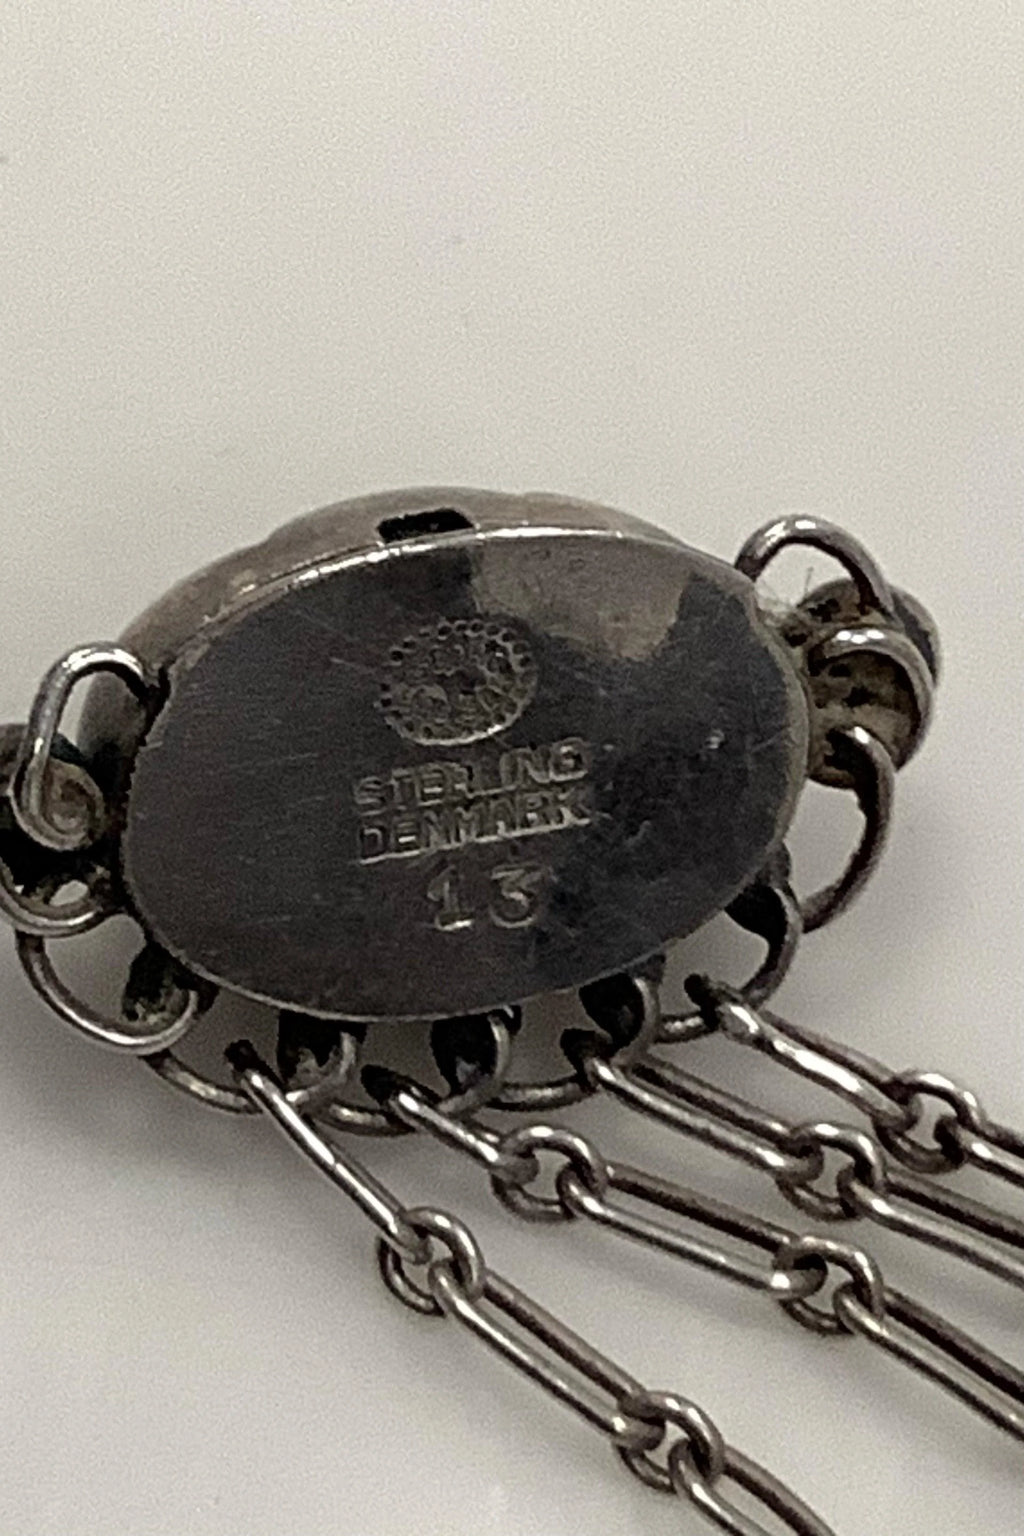 STERLING
DENMARK
13